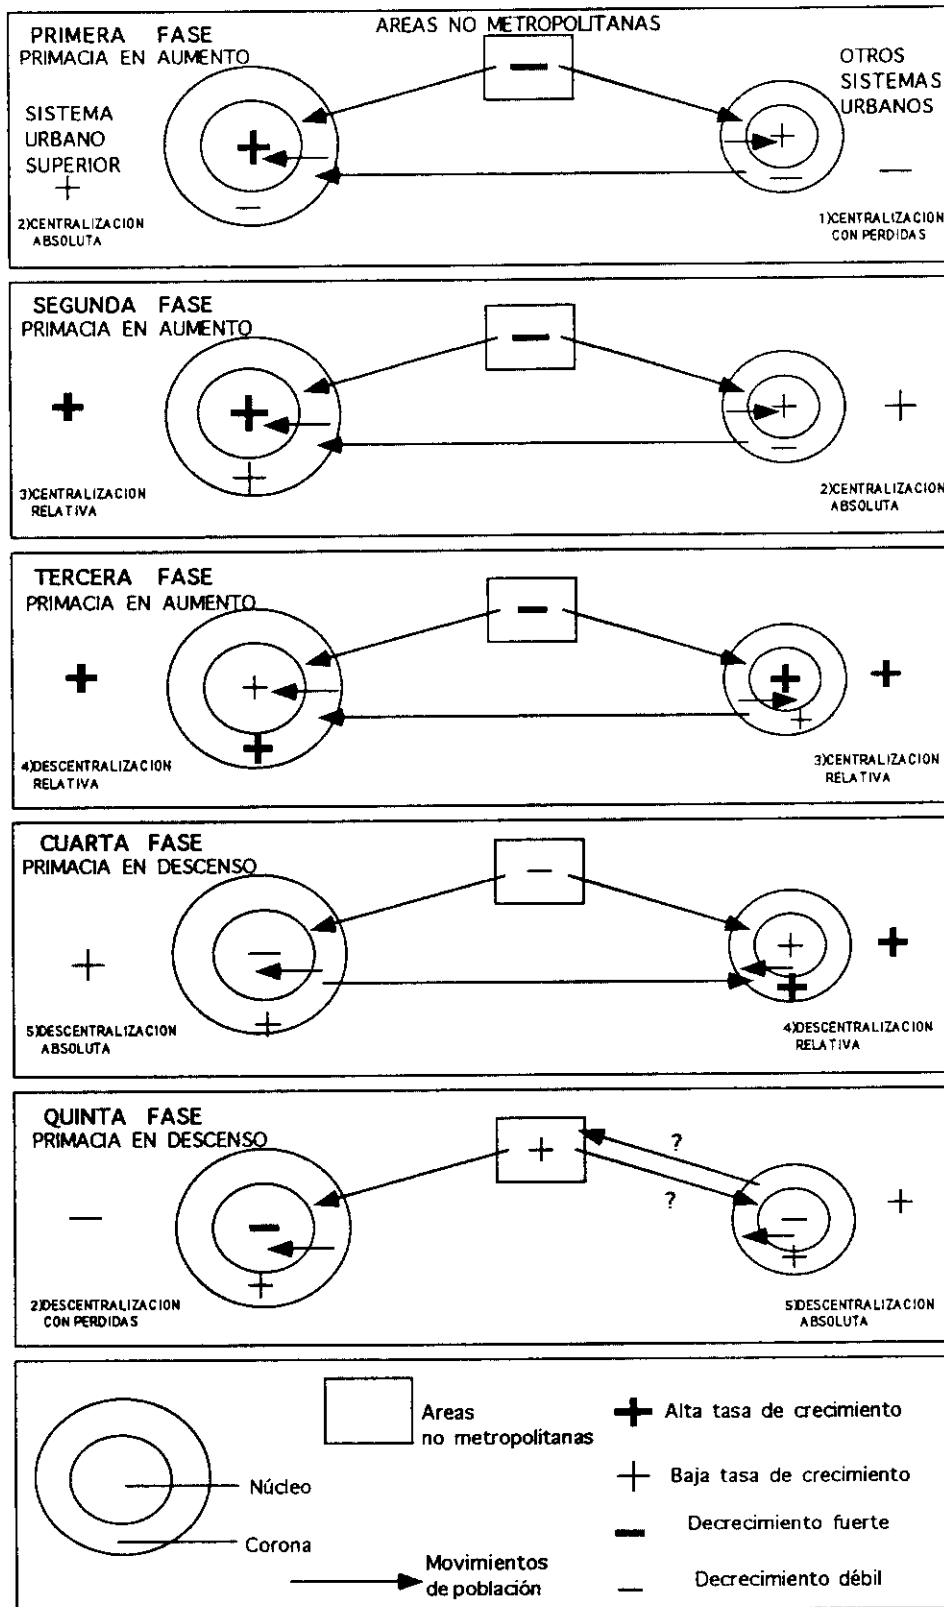 PRIMERA FASE
PRIMACIA EN AUMENTO
AREAS NO METROPOLITANAS
SISTEMA
URBANO
SUPERIOR
OTROS
SISTEMAS
URBANOS
2)CENTRALIZACION
ABSOLUTA
1)CENTRALIZACION
CON PERDIDAS
SEGUNDA FASE
PRIMACIA EN AUMENTO
3)CENTRALIZACION
RELATIVA
2)CENTRALIZACION
ABSOLUTA
TERCERA FASE
PRIMACIA EN AUMENTO
4)DESCENTRALIZACION
RELATIVA
3)CENTRALIZACION
RELATIVA
CUARTA FASE
PRIMACIA EN DESCENSO
5)DESCENTRALIZACION
ABSOLUTA
4)DESCENTRALIZACION
RELATIVA
QUINTA FASE
PRIMACIA EN DESCENSO
?
?
2)DESCENTRALIZACION
CON PERDIDAS
5)DESCENTRALIZACION
ABSOLUTA
Núcleo
Corona
Areas
no metropolitanas
Movimientos
de población
Alta tasa de crecimiento
Baja tasa de crecimiento
Decrecimiento fuerte
Decrecimiento débil